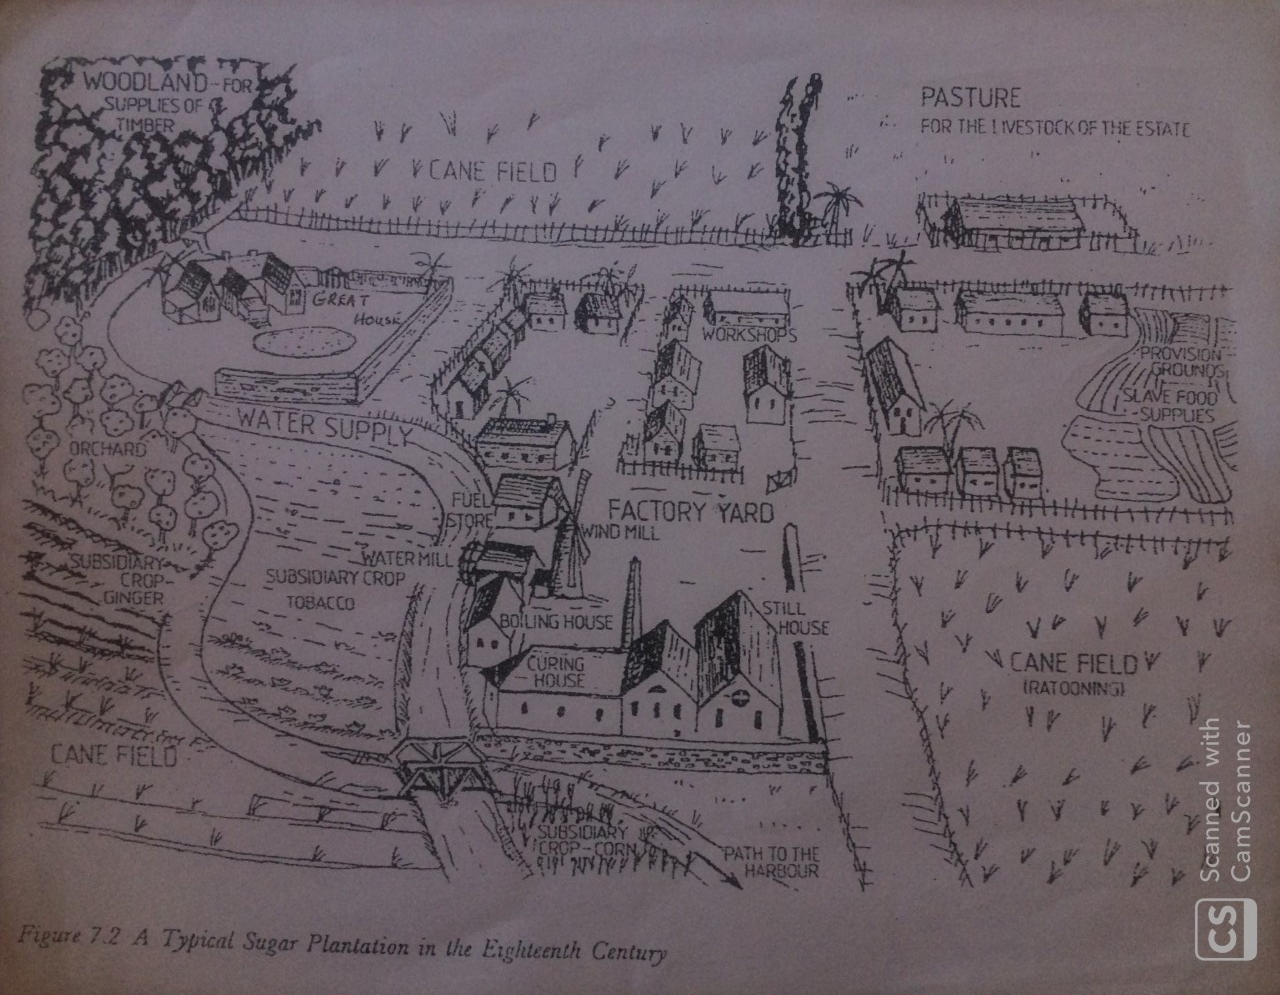 WOODLAND-FOR
SUPPLIES OF
TIMBER
PASTURE
FOR THE LIVESTOCK OF THE ESTATE
CANE FIELD
GREAT
HOUSE
WORKSHOPS
PROVISION
GROUNDS
SLAVE FOOD
SUPPLIES
WATER SUPPLY
ORCHARD
FUEL
STORE
FACTORY YARD
WIND MILL
WATER MILL
SUBSIDIARY
CROP-
GINGER
SUBSIDIARY CROP
TOBACCO
BOILING HOUSE
STILL
HOUSE
CURING
HOUSE
CANE FIELD
(RATOONING)
CANE FIELD
SUBSIDIARY
CROP-CORN
PATH TO THE
HARBOUR
Figure 7.2 A Typical Sugar Plantation in the Eighteenth Century
CS
Scanned with
CamScanner